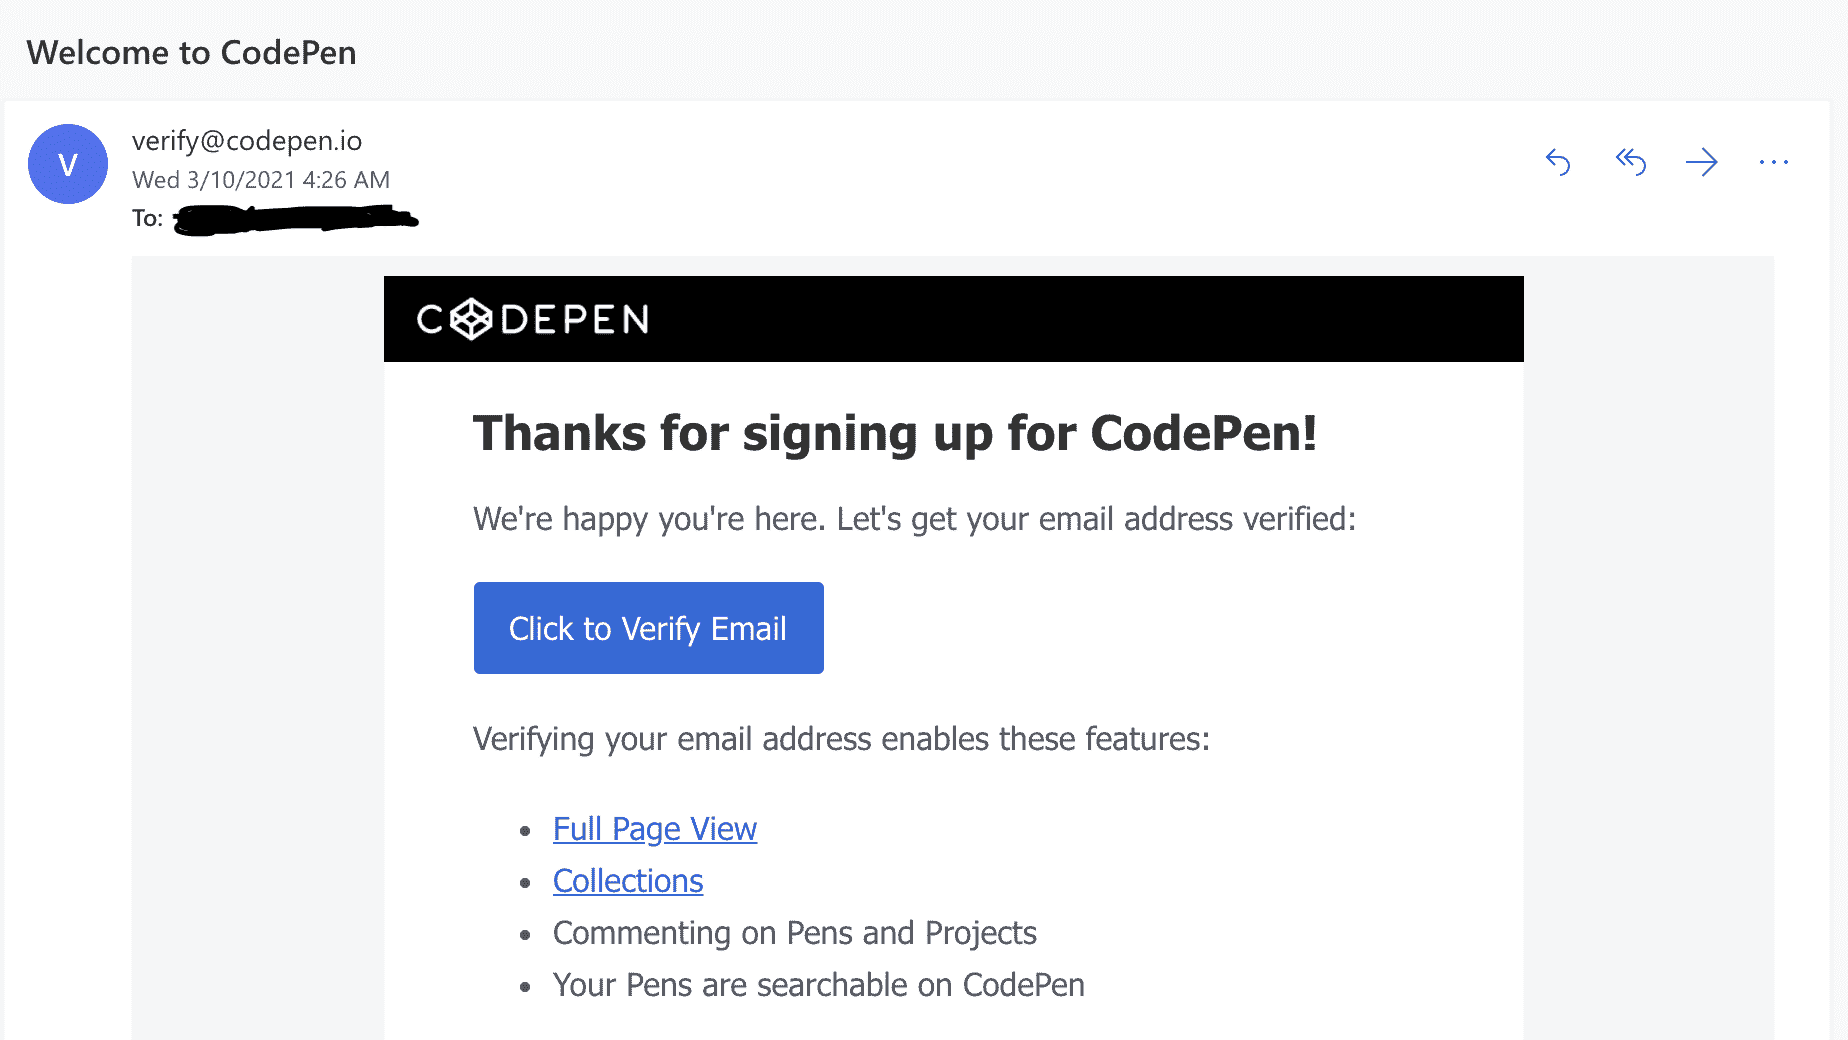 Welcome to CodePen
V
verify@codepen.io
Wed 3/10/2021 4:26 AM
To:
CODEPEN
Thanks for signing up for CodePen!
We're happy you're here. Let's get your email address verified:
Click to Verify Email
Verifying your email address enables these features:
• Full Page View
• Collections
• Commenting on Pens and Projects
• Your Pens are searchable on CodePen